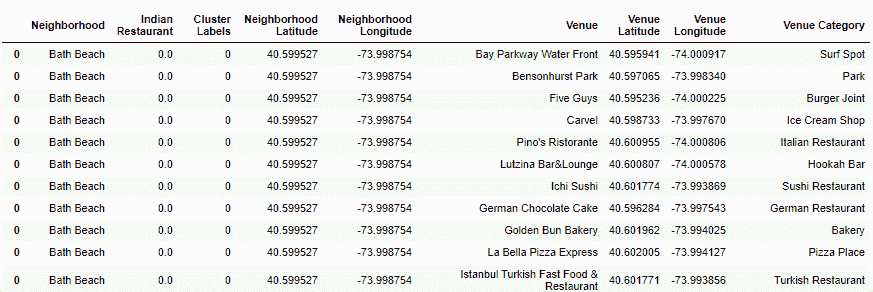 Neighborhood Indian Restaurant Cluster Labels Neighborhood Latitude Neighborhood Longitude Venue Venue Latitude Venue Longitude Venue Category
0 Bath Beach 0.0 0 40.599527 -73.998754 Bay Parkway Water Front 40.595941 -74.000917 Surf Spot
0 Bath Beach 0.0 0 40.599527 -73.998754 Bensonhurst Park 40.597065 -73.998340 Park
0 Bath Beach 0.0 0 40.599527 -73.998754 Five Guys 40.595236 -74.000225 Burger Joint
0 Bath Beach 0.0 0 40.599527 -73.998754 Carvel 40.598733 -73.997670 Ice Cream Shop
0 Bath Beach 0.0 0 40.599527 -73.998754 Pino's Ristorante 40.600955 -74.000806 Italian Restaurant
0 Bath Beach 0.0 0 40.599527 -73.998754 Lutzina Bar&Lounge 40.600807 -74.000578 Hookah Bar
0 Bath Beach 0.0 0 40.599527 -73.998754 Ichi Sushi 40.601774 -73.993869 Sushi Restaurant
0 Bath Beach 0.0 0 40.599527 -73.998754 German Chocolate Cake 40.596284 -73.997543 German Restaurant
0 Bath Beach 0.0 0 40.599527 -73.998754 Golden Bun Bakery 40.601962 -73.994025 Bakery
0 Bath Beach 0.0 0 40.599527 -73.998754 La Bella Pizza Express 40.602005 -73.994127 Pizza Place
0 Bath Beach 0.0 0 40.599527 -73.998754 Istanbul Turkish Fast Food & Restaurant 40.601771 -73.993856 Turkish Restaurant